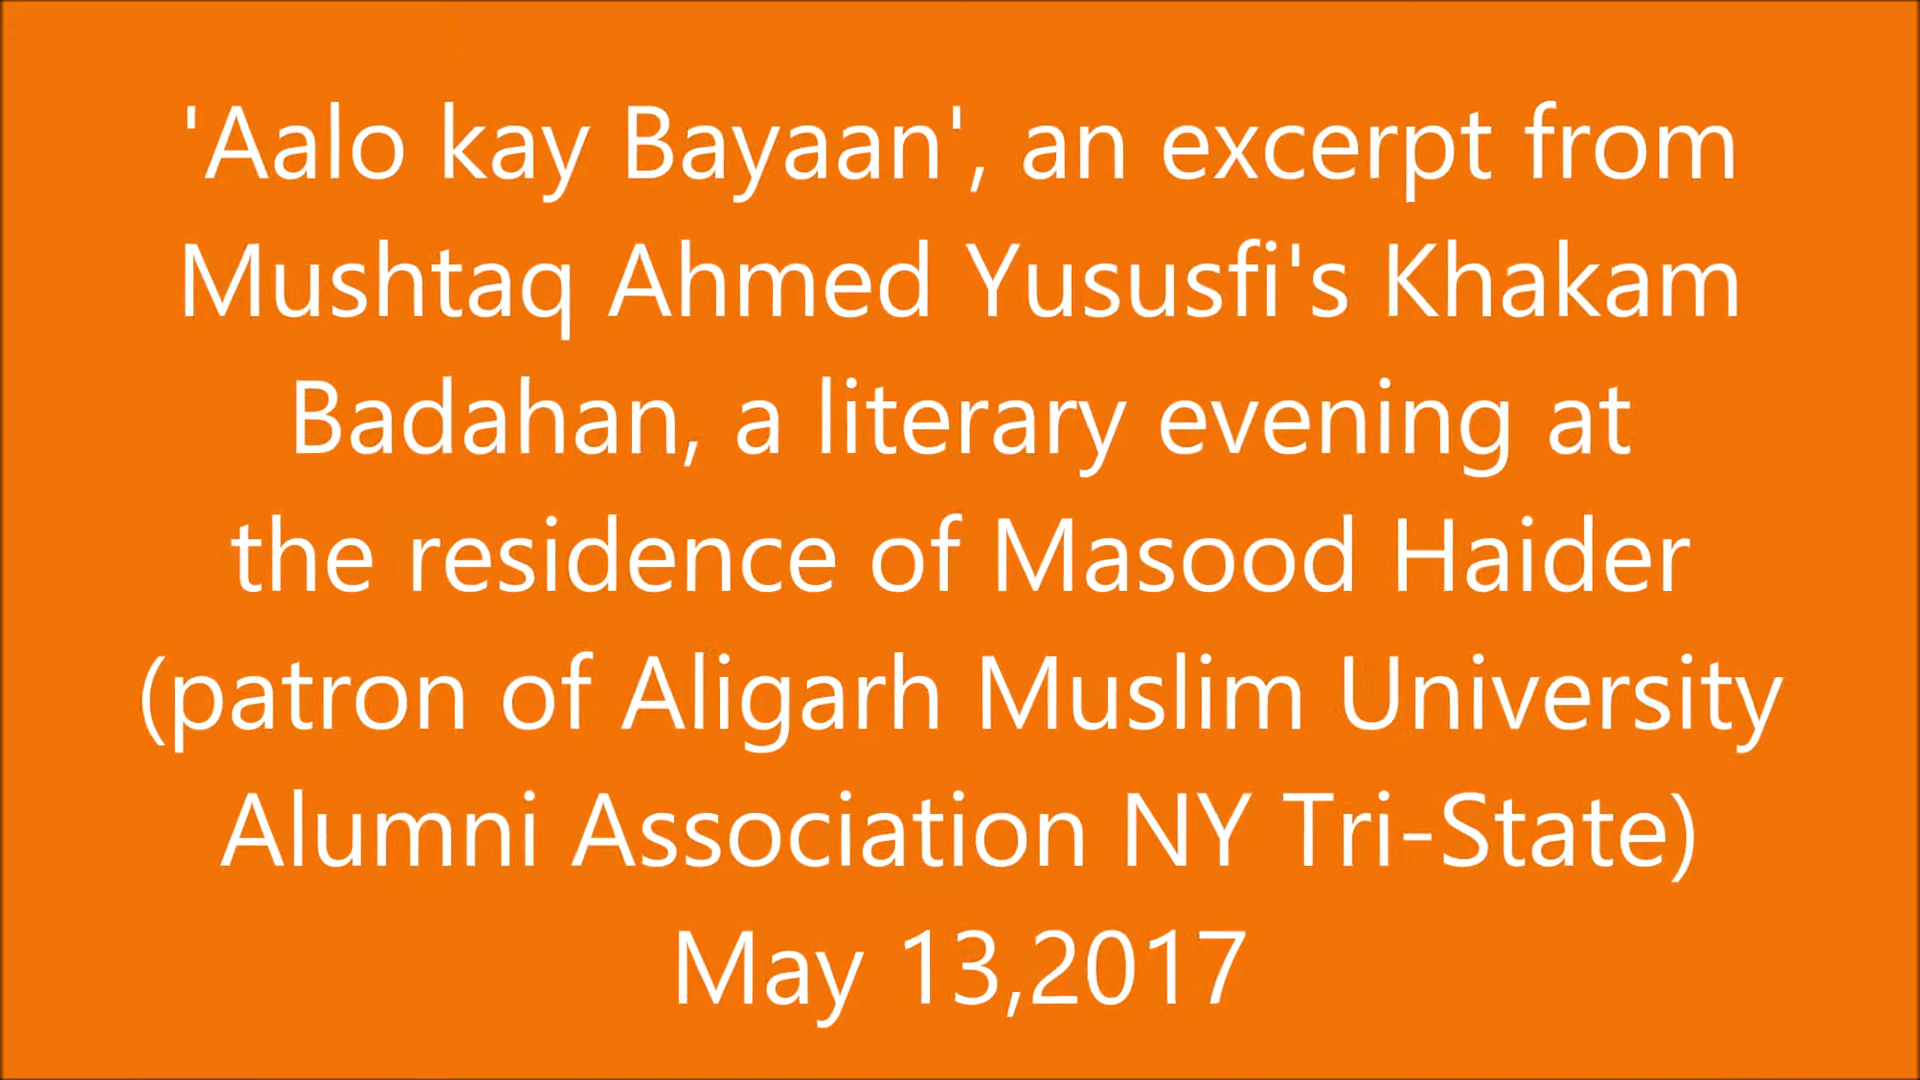 'Aalo kay Bayaan', an excerpt from
Mushtaq Ahmed Yususfi's Khakam
Badahan, a literary evening at
the residence of Masood Haider
(patron of Aligarh Muslim University
Alumni Association NY Tri-State)
May 13,2017